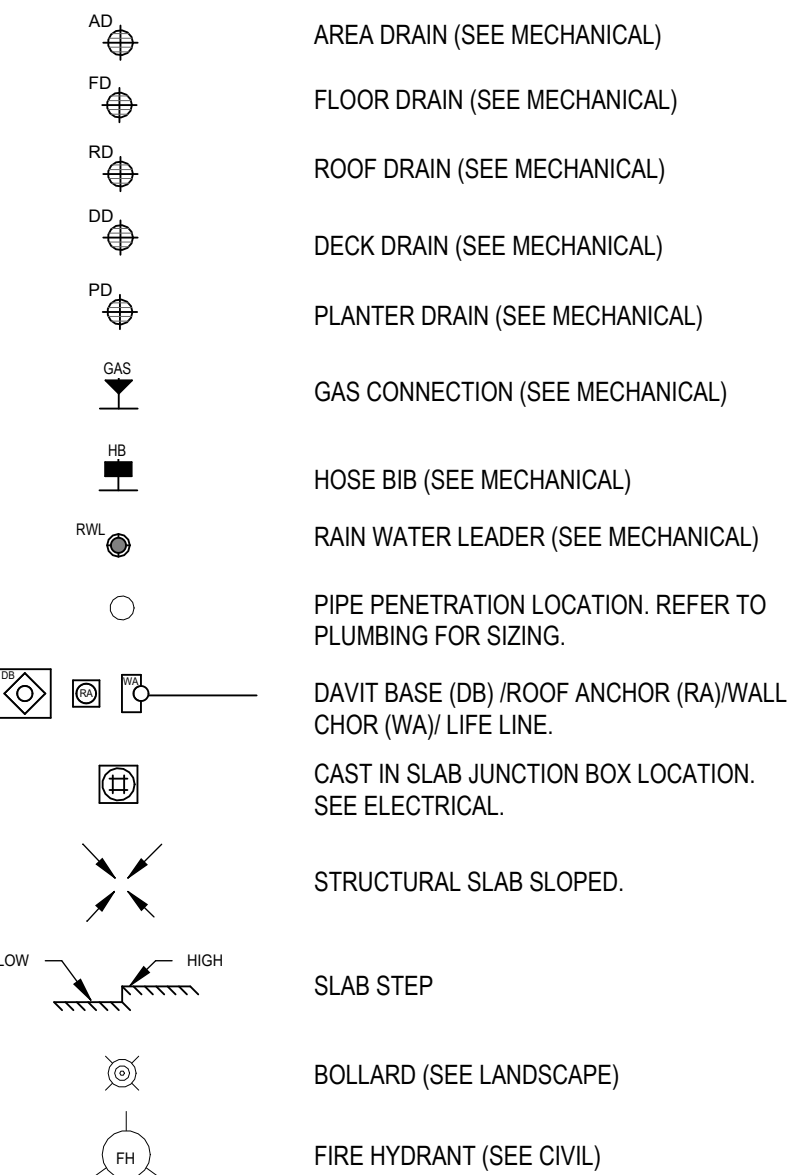 AD
AREA DRAIN (SEE MECHANICAL)
FD
FLOOR DRAIN (SEE MECHANICAL)
RD
ROOF DRAIN (SEE MECHANICAL)
DD
DECK DRAIN (SEE MECHANICAL)
PD
PLANTER DRAIN (SEE MECHANICAL)
GAS
GAS CONNECTION (SEE MECHANICAL)
HB
HOSE BIB (SEE MECHANICAL)
RWL
RAIN WATER LEADER (SEE MECHANICAL)
PIPE PENETRATION LOCATION. REFER TO
PLUMBING FOR SIZING.
DB RA WA
DAVIT BASE (DB) /ROOF ANCHOR (RA)/WALL
CHOR (WA)/ LIFE LINE.
CAST IN SLAB JUNCTION BOX LOCATION.
SEE ELECTRICAL.
STRUCTURAL SLAB SLOPED.
LOW HIGH
SLAB STEP
BOLLARD (SEE LANDSCAPE)
FH
FIRE HYDRANT (SEE CIVIL)